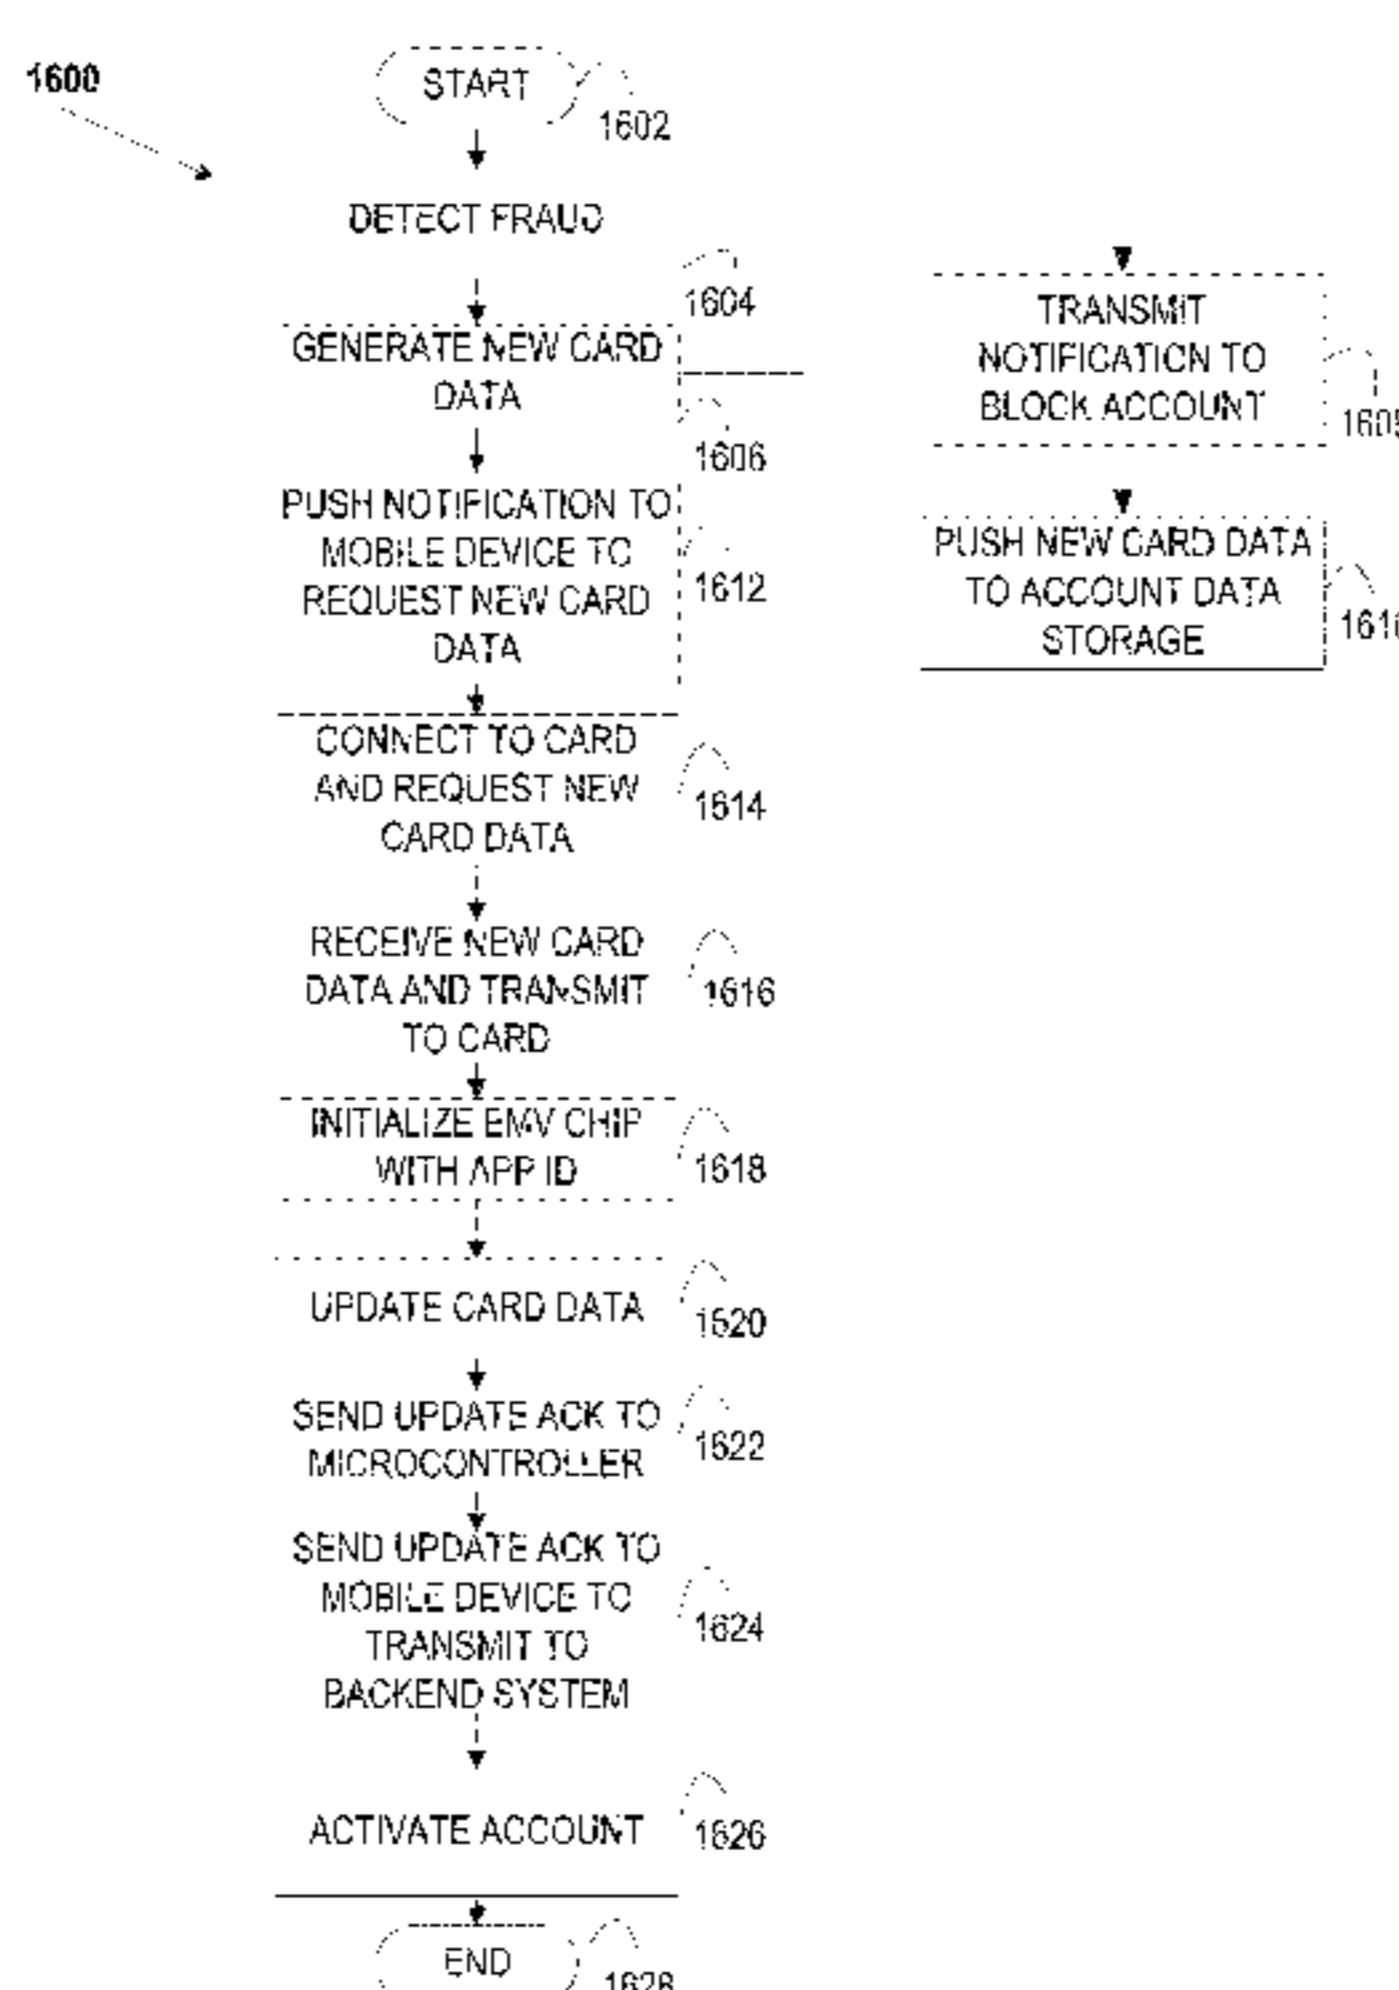 1600
START
1602
DETECT FRAUD
1604
GENERATE NEW CARD
DATA
1606
TRANSMIT
NOTIFICATION TO
BLOCK ACCOUNT
PUSH NOTIFICATION TO
MOBILE DEVICE TO
REQUEST NEW CARD
DATA
1612
PUSH NEW CARD DATA
TO ACCOUNT DATA
STORAGE
CONNECT TO CARD
AND REQUEST NEW
CARD DATA
1614
RECEIVE NEW CARD
DATA AND TRANSMIT
TO CARD
1616
INITIALIZE EMV CHIP
WITH APP ID
1618
UPDATE CARD DATA
1620
SEND UPDATE ACK TO
MICROCONTROLLER
1622
SEND UPDATE ACK TO
MOBILE DEVICE TO
TRANSMIT TO
BACKEND SYSTEM
1624
ACTIVATE ACCOUNT
1626
END